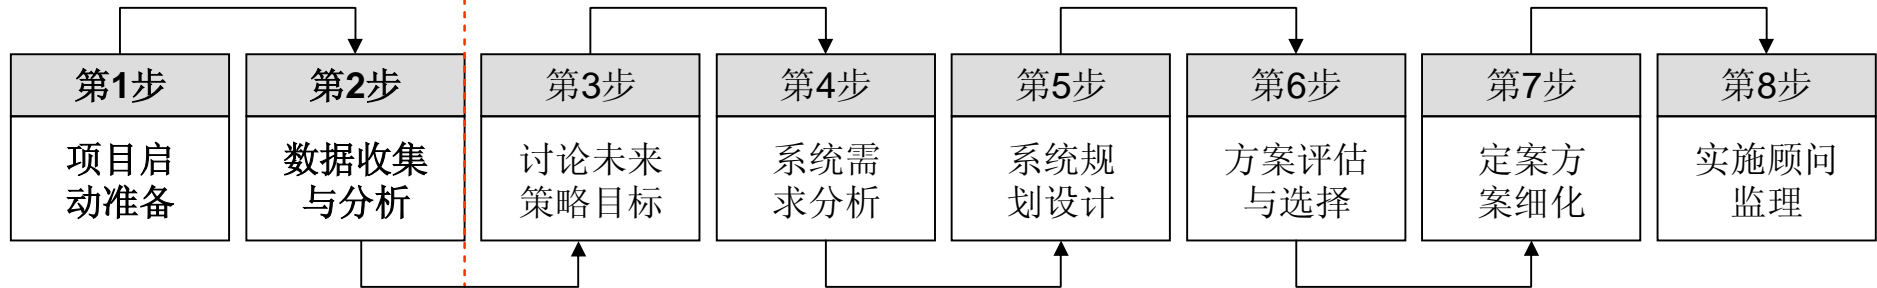 第1步
项目启
动准备
第2步
数据收集
与分析
第3步
讨论未来
策略目标
第4步
系统需
求分析
第5步
系统规
划设计
第6步
方案评估
与选择
第7步
定案方
案细化
第8步
实施顾问
监理